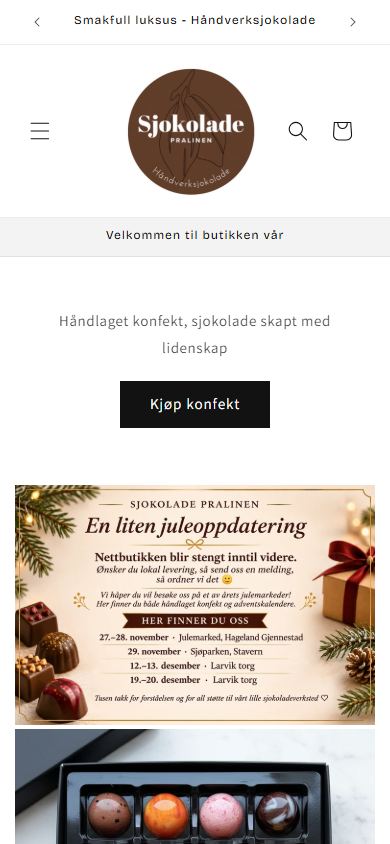 Smakfull luksus - Håndverksjokolade
Sjokolade
PRALINEN
Håndverksjokolade
Velkommen til butikken vår
Håndlaget konfekt, sjokolade skapt med
lidenskap
Kjøp konfekt
SJOKOLADE PRALINEN
En liten juleoppdatering
Nettbutikken blir stengt inntil videre.
Ønsker du lokal levering, så send oss en melding,
så ordner vi det 🙂
Vi håper du vil besøke oss på et av årets julemarkeder!
Her finner du både håndlaget konfekt og adventskalendere.
HER FINNER DU OSS
27.–28. november · Julemarked, Hageland Gjennestad
29. november · Sjøparken, Stavern
12.–13. desember · Larvik torg
19.–20. desember · Larvik torg
Tusen takk for forståelsen og for all støtte til vårt lille sjokoladeverksted ♡